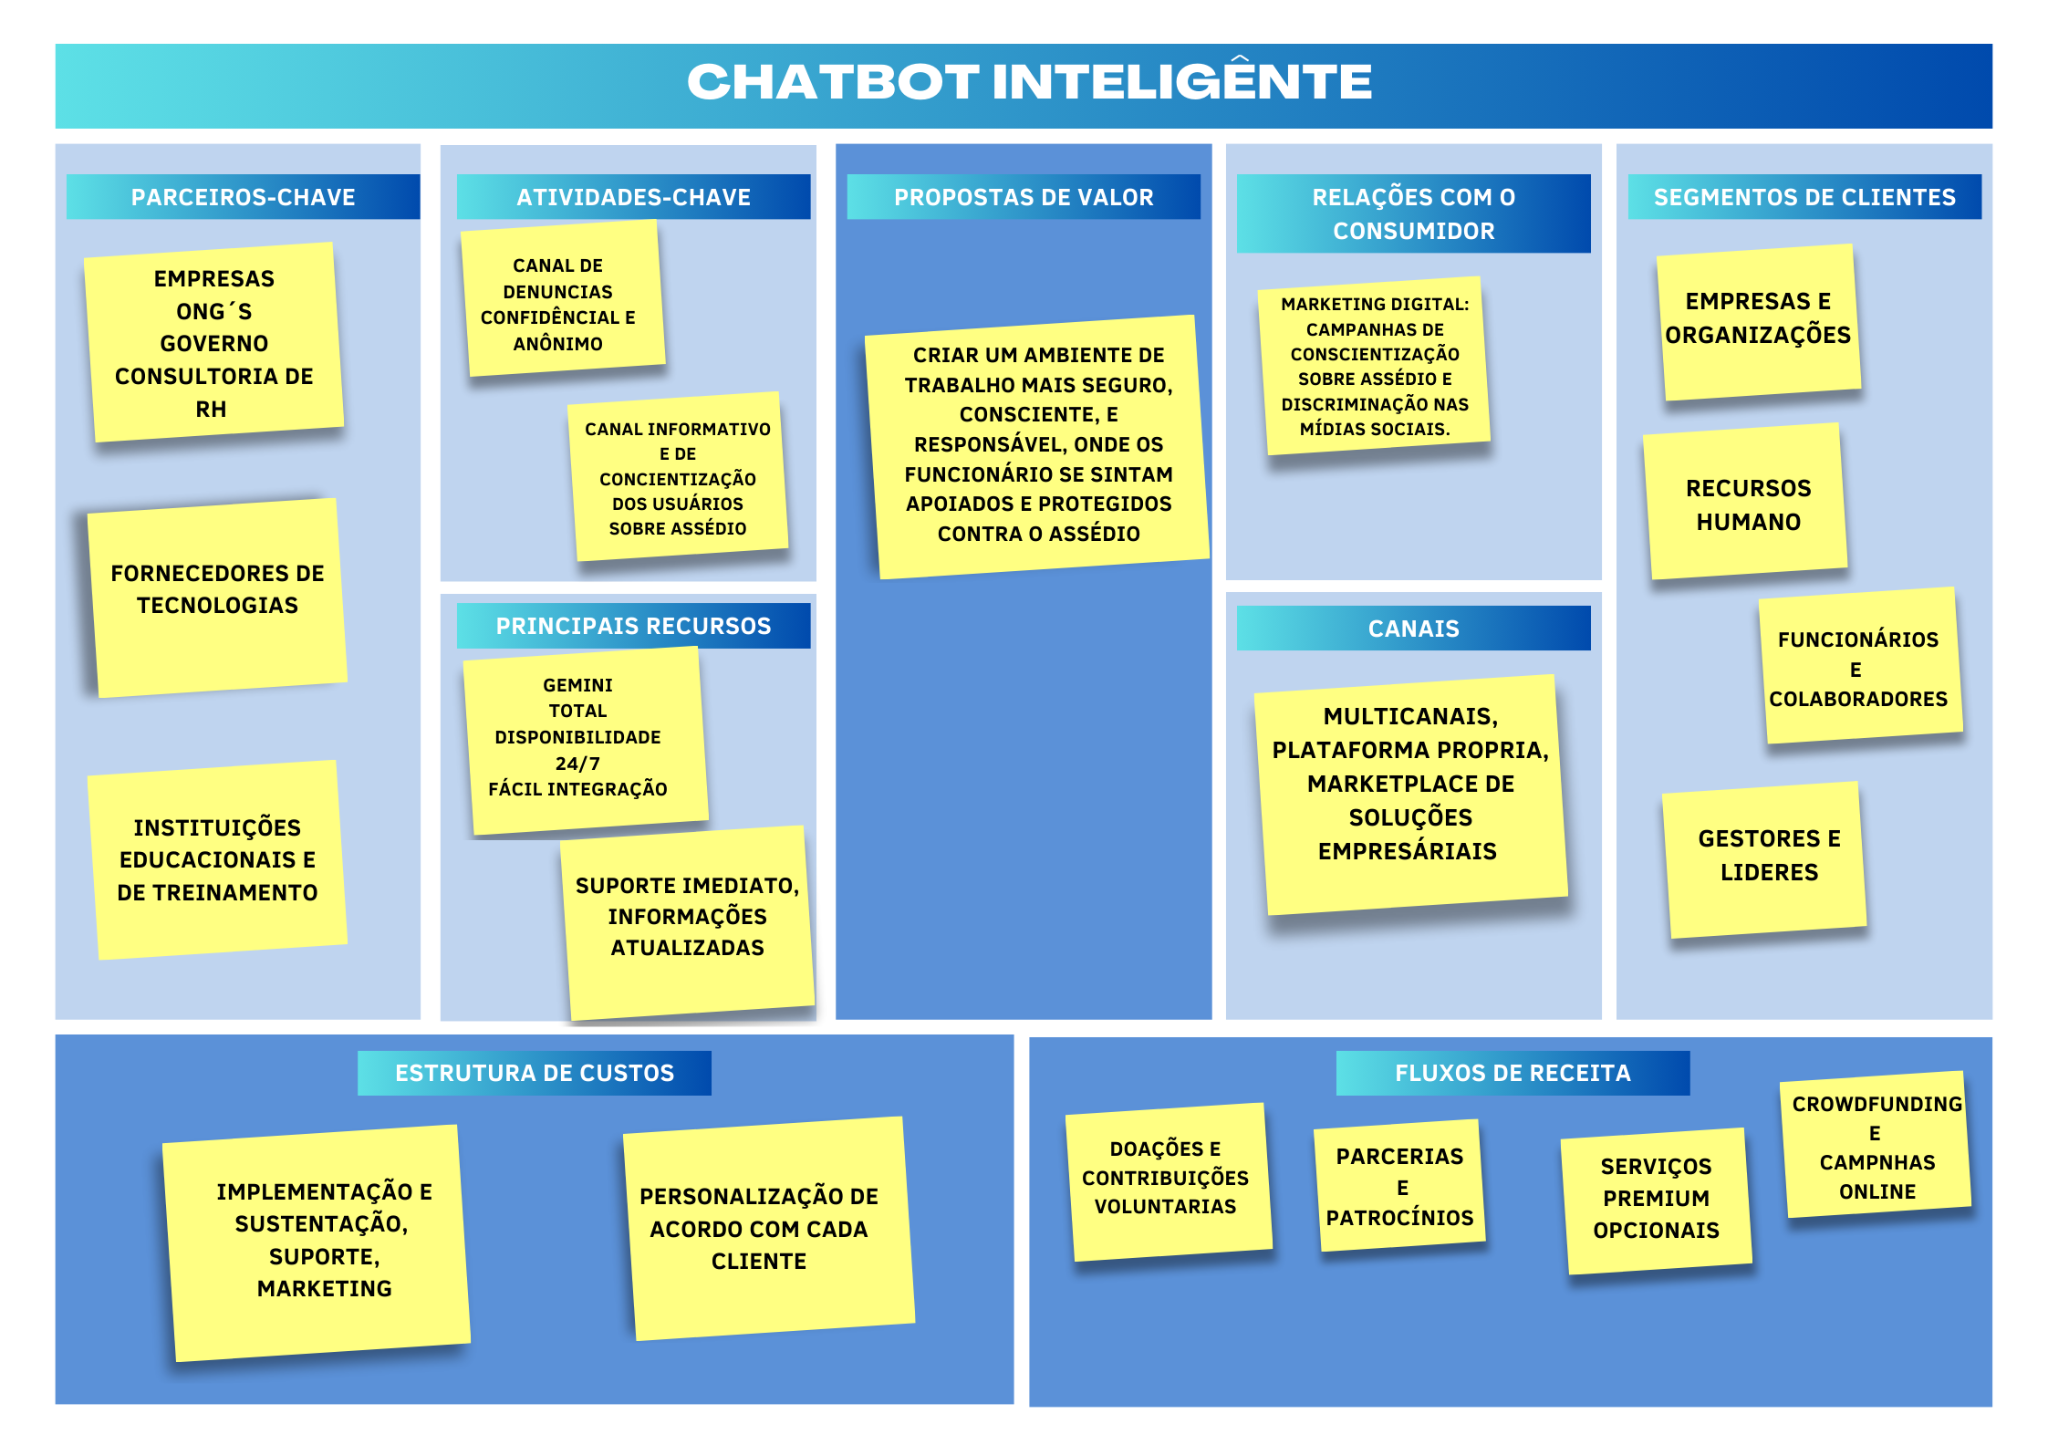 CHATBOT INTELIGÊNTE
PARCEIROS-CHAVE
EMPRESAS
ONG´S
GOVERNO
CONSULTORIA DE
RH
FORNECEDORES DE
TECNOLOGIAS
INSTITUIÇÕES
EDUCACIONAIS E
DE TREINAMENTO
ATIVIDADES-CHAVE
CANAL DE
DENUNCIAS
CONFIDÊNCIAL E
ANÔNIMO
CANAL INFORMATIVO
E DE
CONCIENTIZAÇÃO
DOS USUÁRIOS
SOBRE ASSÉDIO
PRINCIPAIS RECURSOS
GEMINI
TOTAL
DISPONIBILIDADE
24/7
FÁCIL INTEGRAÇÃO
SUPORTE IMEDIATO,
INFORMAÇÕES
ATUALIZADAS
PROPOSTAS DE VALOR
CRIAR UM AMBIENTE DE
TRABALHO MAIS SEGURO,
CONSCIENTE, E
RESPONSÁVEL, ONDE OS
FUNCIONÁRIO SE SINTAM
APOIADOS E PROTEGIDOS
CONTRA O ASSÉDIO
RELAÇÕES COM O
CONSUMIDOR
MARKETING DIGITAL:
CAMPANHAS DE
CONSCIENTIZAÇÃO
SOBRE ASSÉDIO E
DISCRIMINAÇÃO NAS
MÍDIAS SOCIAIS.
CANAIS
MULTICANAIS,
PLATAFORMA PROPRIA,
MARKETPLACE DE
SOLUÇÕES
EMPRESÁRIAIS
SEGMENTOS DE CLIENTES
EMPRESAS E
ORGANIZAÇÕES
RECURSOS
HUMANO
FUNCIONÁRIOS
E
COLABORADORES
GESTORES E
LIDERES
ESTRUTURA DE CUSTOS
IMPLEMENTAÇÃO E
SUSTENTAÇÃO,
SUPORTE,
MARKETING
PERSONALIZAÇÃO DE
ACORDO COM CADA
CLIENTE
FLUXOS DE RECEITA
DOAÇÕES E
CONTRIBUIÇÕES
VOLUNTARIAS
PARCERIAS
E
PATROCÍNIOS
SERVIÇOS
PREMIUM
OPCIONAIS
CROWDFUNDING
E
CAMPNHAS
ONLINE